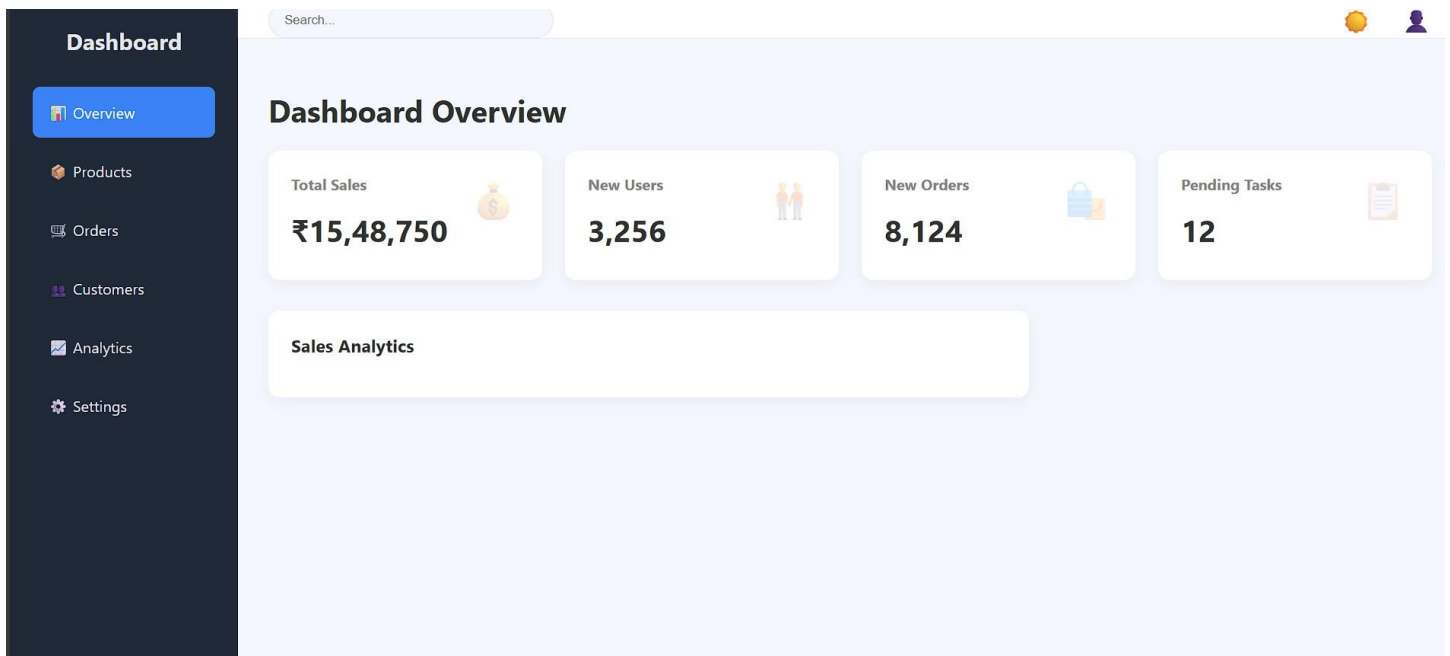 Dashboard
Search...
Overview
Products
Orders
Customers
Analytics
Settings
Dashboard Overview
Total Sales
₹15,48,750
New Users
3,256
New Orders
8,124
Pending Tasks
12
Sales Analytics